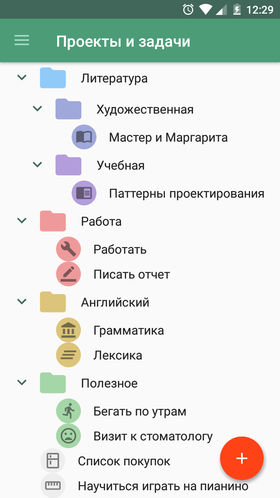 12:29
Проекты и задачи
Литература
Художественная
Мастер и Маргарита
Учебная
Паттерны проектирования
Работа
Работать
Писать отчет
Английский
Грамматика
Лексика
Полезное
Бегать по утрам
Визит к стоматологу
Список покупок
Научиться играть на пианино